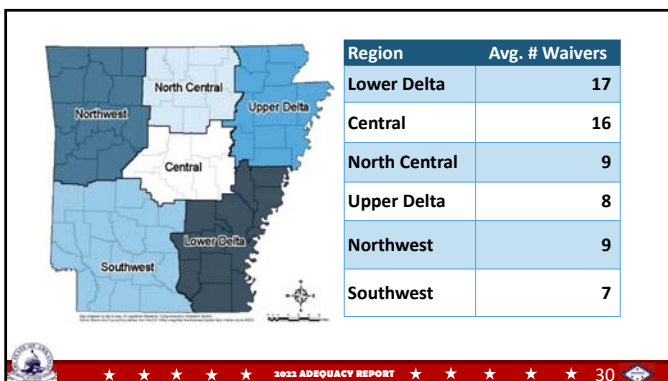 North Central
Northwest
Upper Delta
Central
Lower Delta
Southwest
Region Avg. # Waivers
Lower Delta 17
Central 16
North Central 9
Upper Delta 8
Northwest 9
Southwest 7
2022 ADEQUACY REPORT 30